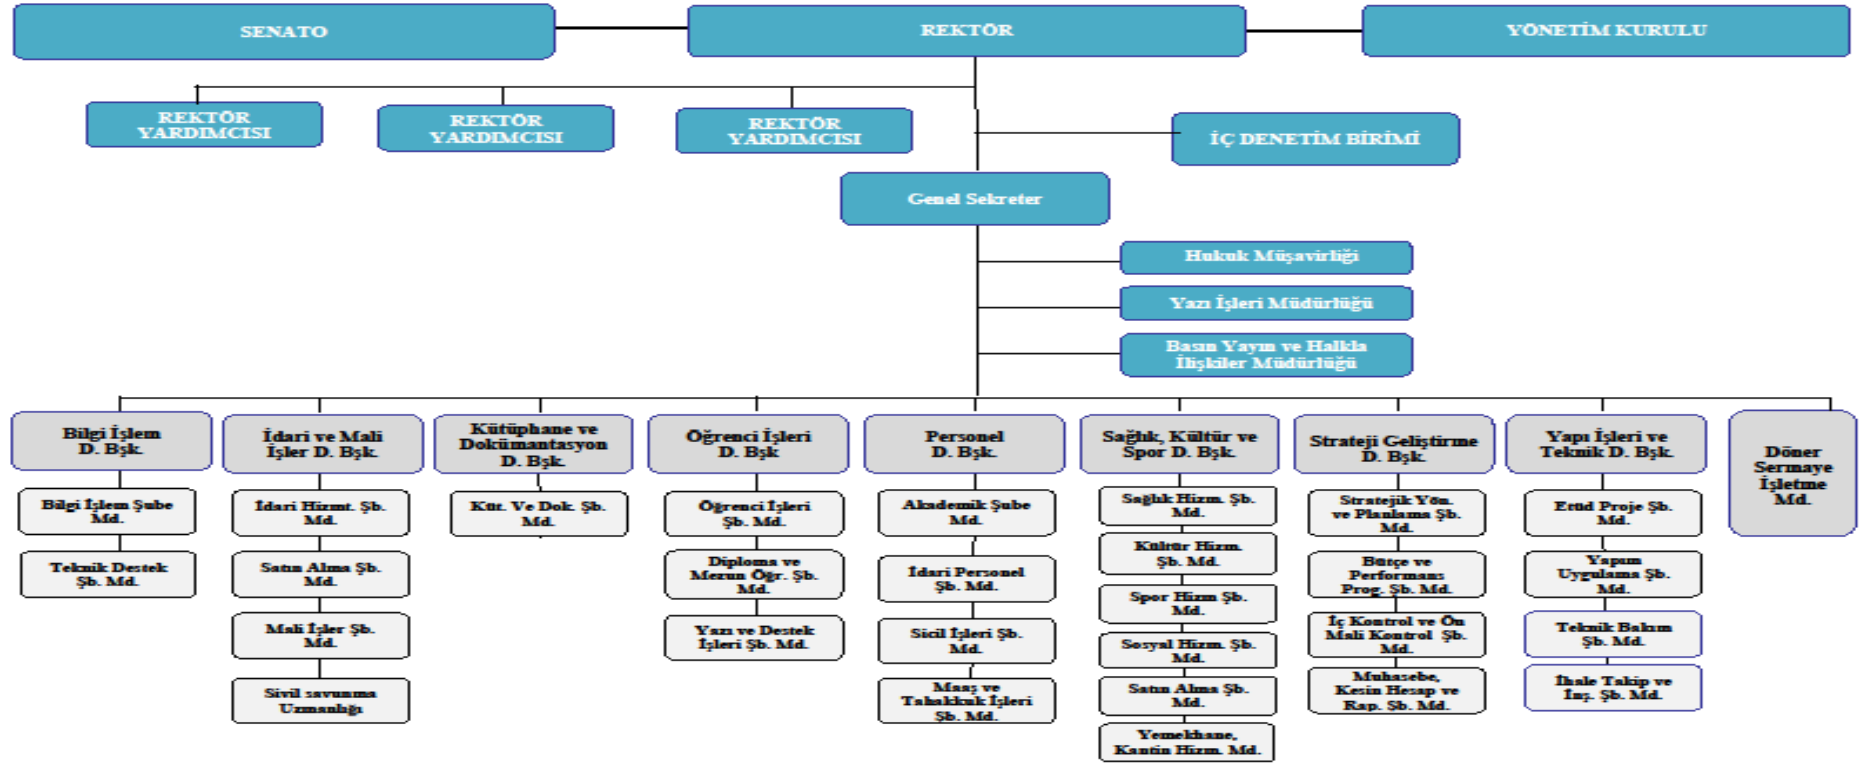 SENATO
REKTÖR
YÖNETİM KURULU
REKTÖR
YARDIMCISI
REKTÖR
YARDIMCISI
REKTÖR
YARDIMCISI
İÇ DENETİM BİRİMİ
Genel Sekreter
Hukuk Müşavirliği
Yazı İşleri Müdürlüğü
Basın Yayın ve Halkla
İlişkiler Müdürlüğü
Bilgi İşlem
D. Bşk.
Bilgi İşlem Şube
Md.
Teknik Destek
Şb. Md.
İdari ve Mali
İşler D. Bşk.
İdari Hizmt. Şb.
Md.
Satın Alma Şb.
Md.
Mali İşler Şb.
Md.
Sivil savunma
Uzmanlığı
Kütüphane ve
Dokümantasyon
D. Bşk.
Küt. Ve Dok. Şb.
Md.
Öğrenci İşleri
D. Bşk
Öğrenci İşleri
Şb. Md.
Diploma ve
Mezun Öğr. Şb.
Md.
Yazı ve Destek
İşleri Şb. Md.
Personel
D. Bşk.
Akademik Şube
Md.
İdari Personel
Şb. Md.
Sicil İşleri Şb.
Md.
Maaş ve
Tahakkuk İşleri
Şb. Md.
Sağlık, Kültür ve
Spor D. Bşk.
Sağlık Hizm. Şb.
Md.
Kültür Hizm.
Şb. Md.
Spor Hizm Şb.
Md.
Sosyal Hizm. Şb.
Md.
Satın Alma Şb.
Md.
Yemekhane,
Kantin Hizm. Md.
Strateji Geliştirme
D. Bşk.
Stratejik Yön.
ve Planlama Şb.
Md.
Bütçe ve
Performans
Prog. Şb. Md.
İç Kontrol ve Ön
Mali Kontrol Şb.
Md.
Muhasebe,
Kesin Hesap ve
Rap. Şb. Md.
Yapı İşleri ve
Teknik D. Bşk.
Etüd Proje Şb.
Md.
Yapım
Uygulama Şb.
Md.
Teknik Bakım
Şb. Md.
İhale Takip ve
İnş. Şb. Md.
Döner
Sermaye
İşletme
Md.